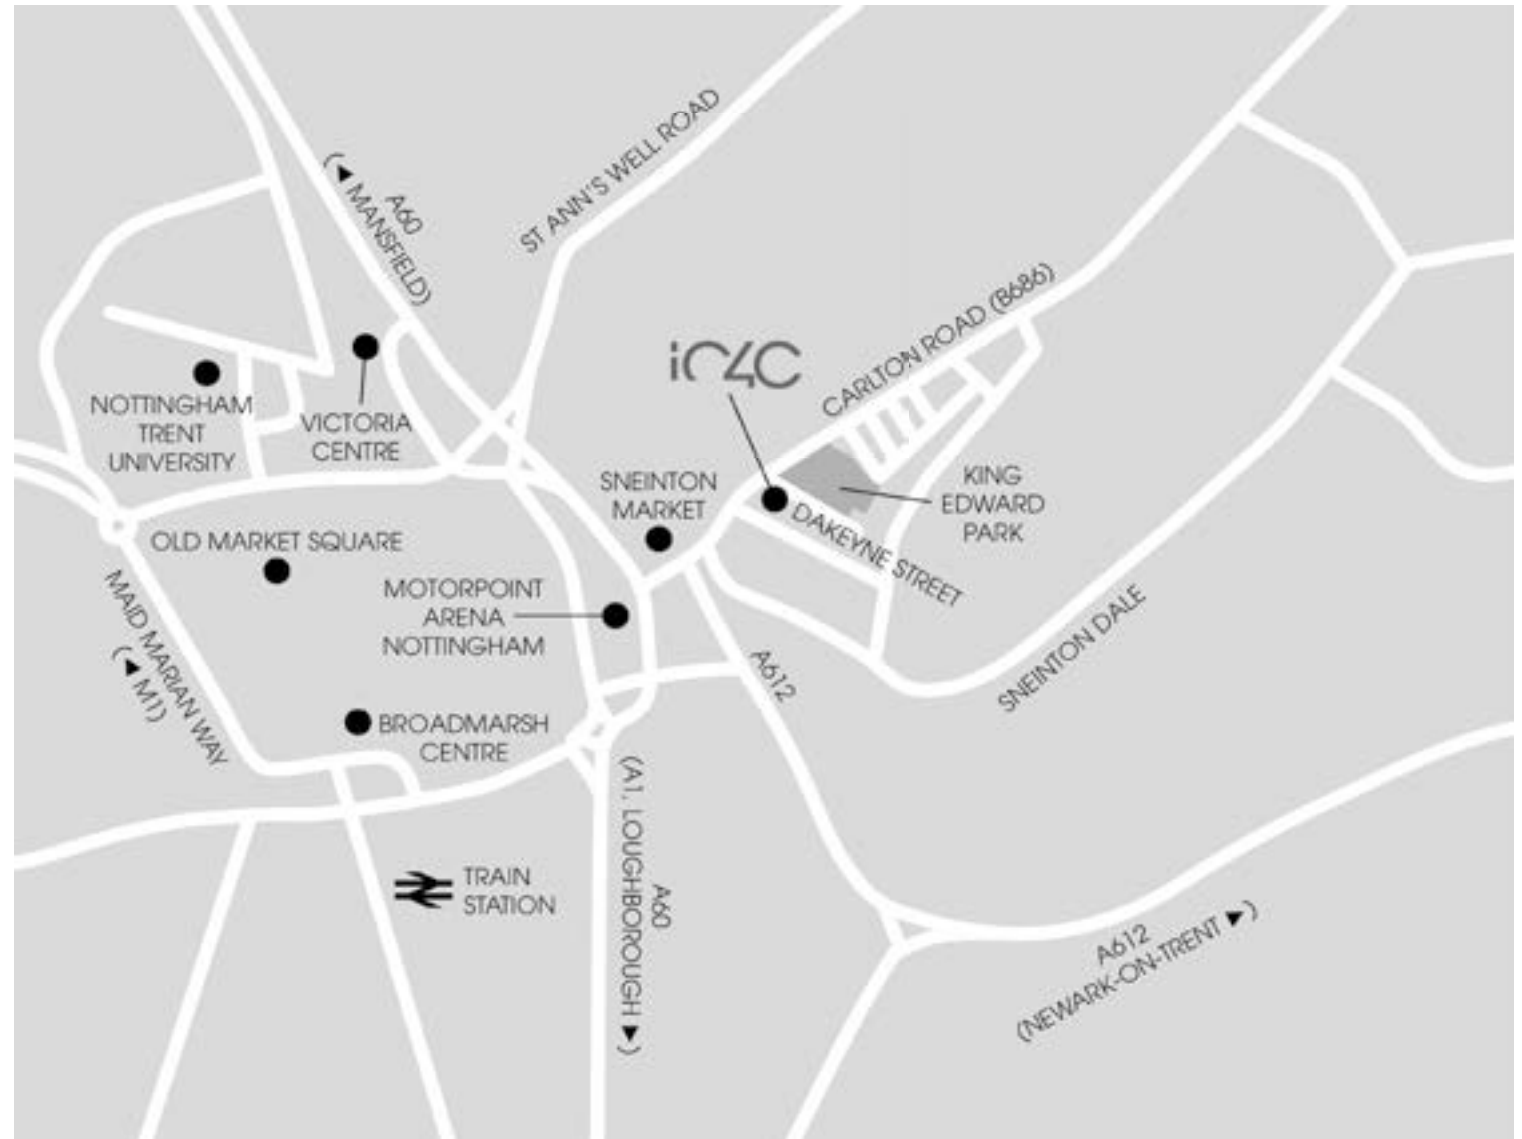 ST ANN'S WELL ROAD
A60
(◄ MANSFIELD)
CARLTON ROAD (B686)
iC4C
NOTTINGHAM
TRENT
UNIVERSITY
VICTORIA
CENTRE
SNEINTON
MARKET
KING
EDWARD
PARK
DAKEYNE STREET
OLD MARKET SQUARE
MOTORPOINT
ARENA
NOTTINGHAM
MAID MARIAN WAY
(◄ M1)
A612
SNEINTON DALE
BROADMARSH
CENTRE
TRAIN
STATION
A60
(A1, LOUGHBOROUGH ►)
A612
(NEWARK-ON-TRENT ►)